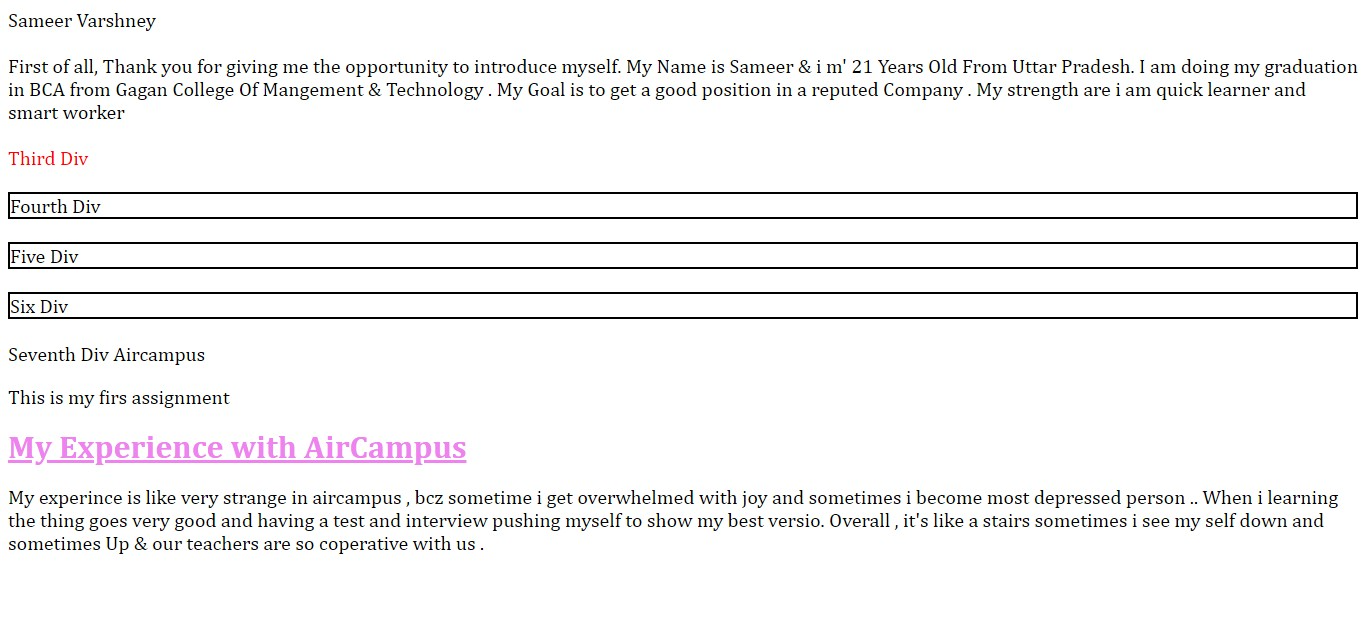 Sameer Varshney
First of all, Thank you for giving me the opportunity to introduce myself. My Name is Sameer & i m' 21 Years Old From Uttar Pradesh. I am doing my graduation
in BCA from Gagan College Of Mangement & Technology . My Goal is to get a good position in a reputed Company . My strength are i am quick learner and
smart worker
Third Div
Fourth Div
Five Div
Six Div
Seventh Div Aircampus
This is my firs assignment
My Experience with AirCampus
My experince is like very strange in aircampus , bcz sometime i get overwhelmed with joy and sometimes i become most depressed person .. When i learning
the thing goes very good and having a test and interview pushing myself to show my best versio. Overall , it's like a stairs sometimes i see my self down and
sometimes Up & our teachers are so coperative with us .